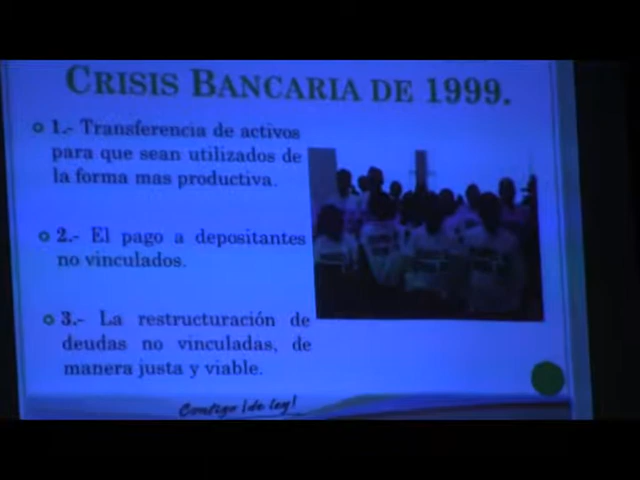 CRISIS BANCARIA DE 1999.
1.- Transferencia de activos
para que sean utilizados de
la forma mas productiva.
2.- El pago a depositantes
no vinculados.
3.- La restructuración de
deudas no vinculadas, de
manera justa y viable.
Contigo ¡de ley!